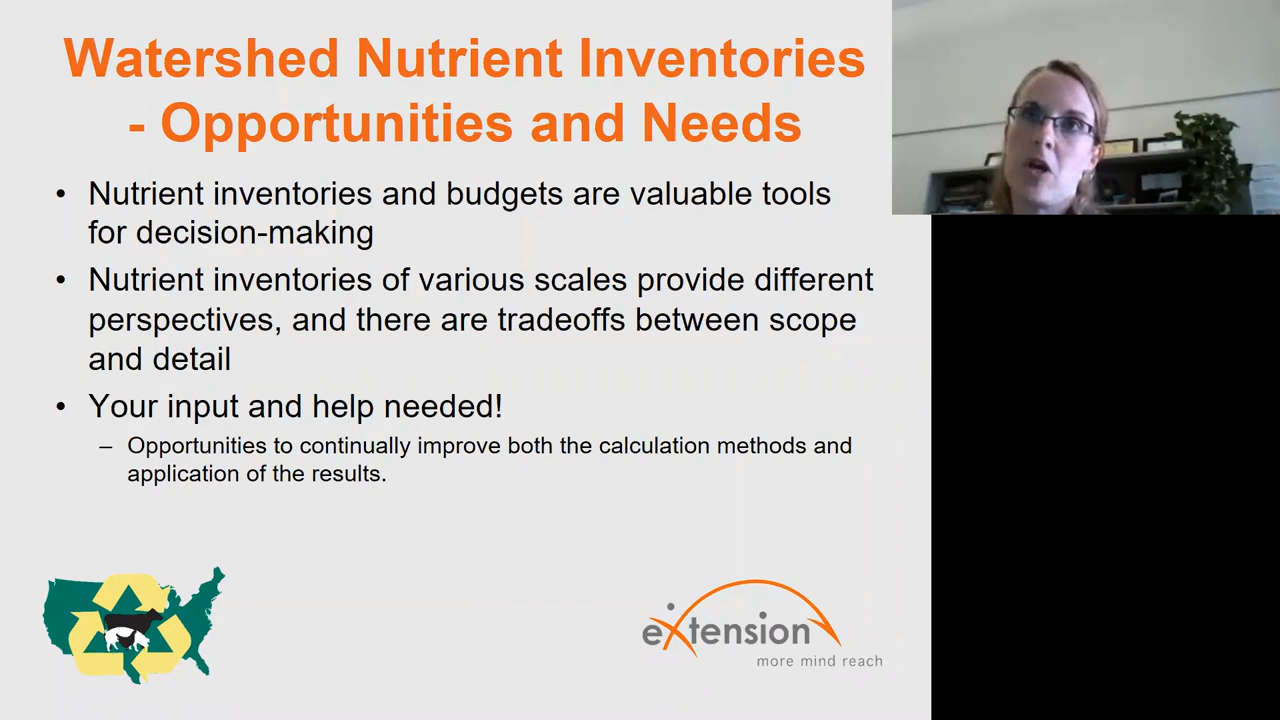 Watershed Nutrient Inventories
- Opportunities and Needs
• Nutrient inventories and budgets are valuable tools
for decision-making
• Nutrient inventories of various scales provide different
perspectives, and there are tradeoffs between scope
and detail
• Your input and help needed!
– Opportunities to continually improve both the calculation methods and
application of the results.
eXtension
more mind reach